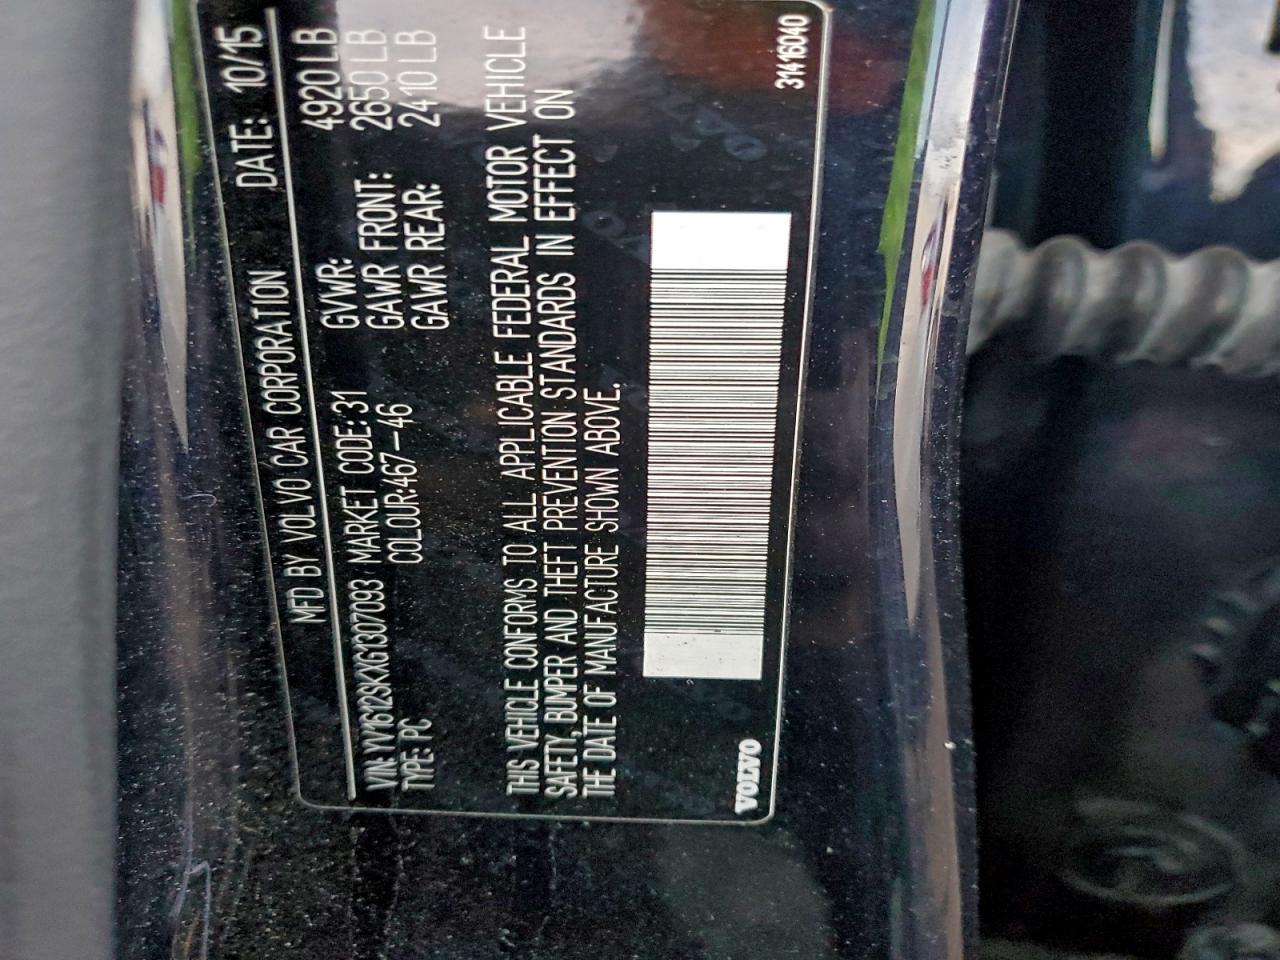 MFD BY VOLVO CAR CORPORATION DATE: 10/15
VIN: YV1612SKXG1307093 MARKET CODE: 31 GVWR: 4920 LB
TYPE: PC COLOUR:467-46 GAWR FRONT: 2650 LB
GAWR REAR: 2410 LB
THIS VEHICLE CONFORMS TO ALL APPLICABLE FEDERAL MOTOR VEHICLE
SAFETY, BUMPER AND THEFT PREVENTION STANDARDS IN EFFECT ON
THE DATE OF MANUFACTURE SHOWN ABOVE.
VOLVO 31416040